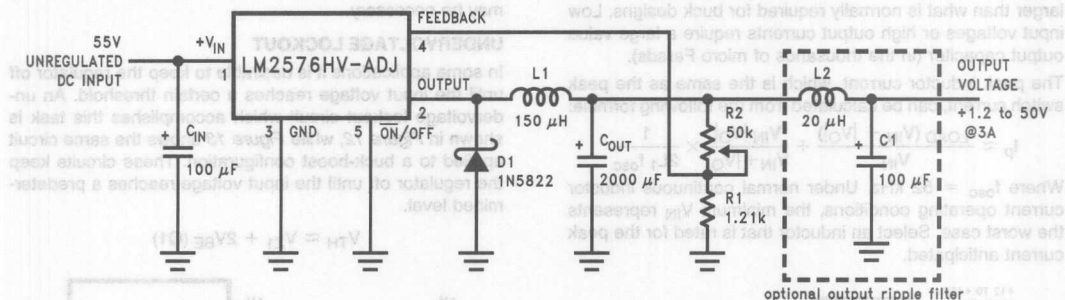 FEEDBACK
4
55V
UNREGULATED
DC INPUT
+VIN
1
LM2576HV-ADJ
OUTPUT
2
3 GND
5 ON/OFF
+ CIN
100 µF
D1
1N5822
L1
150 µH
COUT
2000 µF
R2
50k
R1
1.21k
L2
20 µH
C1
100 µF
OUTPUT
VOLTAGE
+1.2 to 50V
@3A
optional output ripple filter